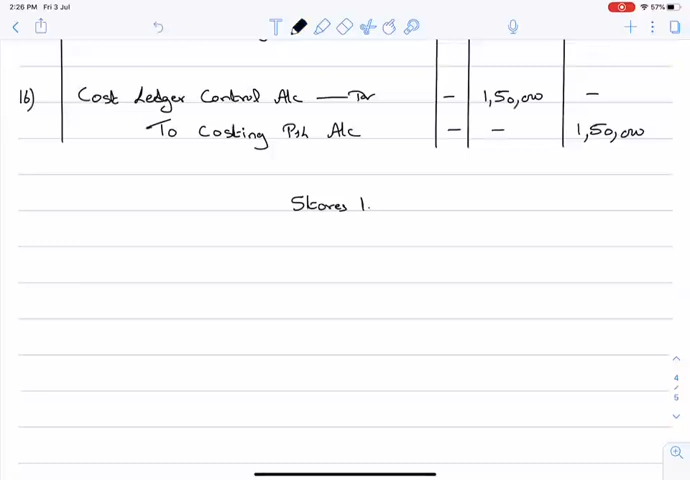 2:26 PM Fri 3 Jul
57%
16) Cost Ledger Control A/c — Dr - 1,50,000 -
To Costing P&L A/c - - 1,50,000
Stores l.
4
/
5